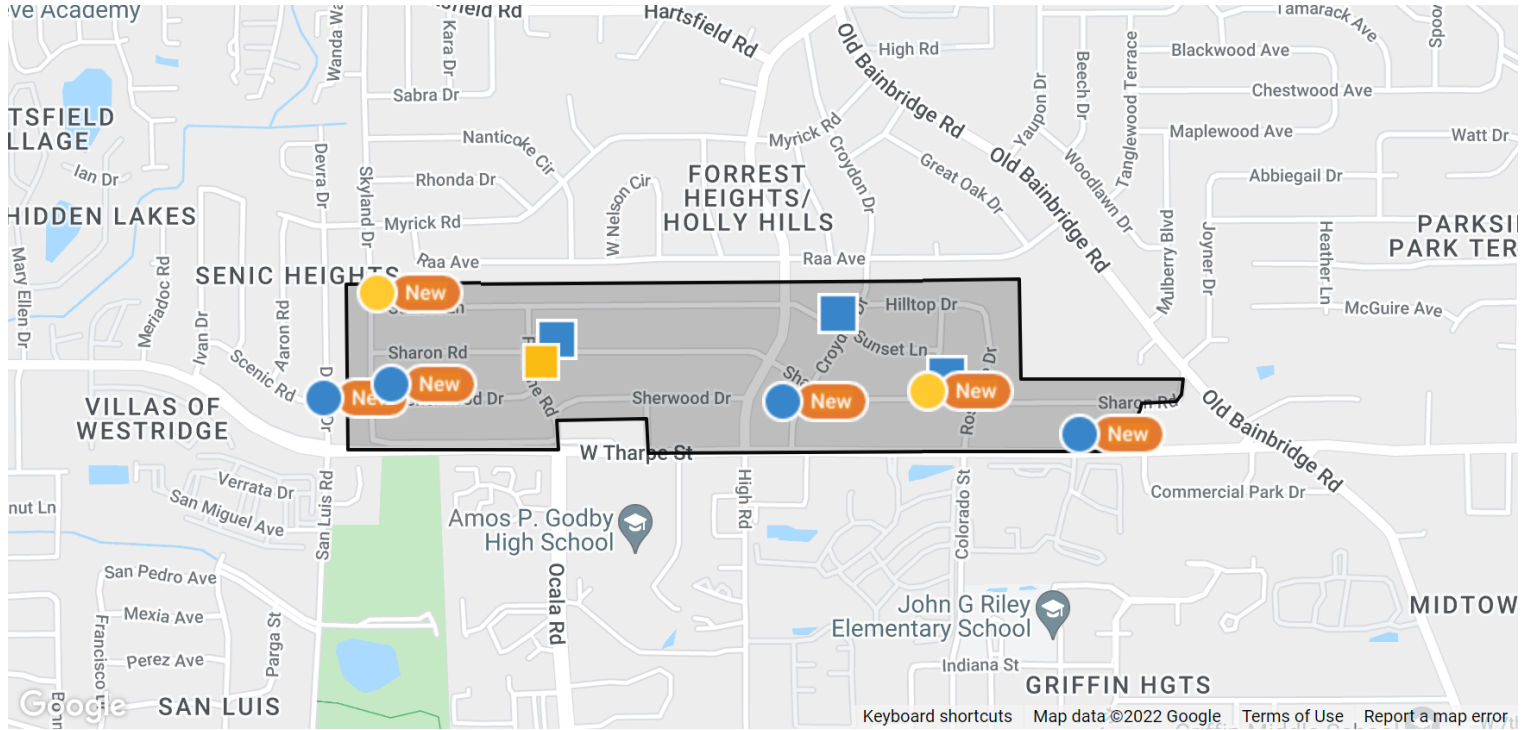 eve Academy
Hartsfield Rd
Old Bainbridge Rd
High Rd
Tamarack Ave
Blackwood Ave
Wanda Wa
Kara Dr
Sabra Dr
Beech Dr
Tanglewood Terrace
Spoor
Chestwood Ave
Yaupon Dr
TSFIELD
LLAGE
Nanticoke Cir
Myrick Rd
Croydon Dr
Maplewood Ave
Watt Dr
Ian Dr
Devra Dr
Skyland Dr
Rhonda Dr
W Nelson Cir
FORREST
HEIGHTS/
HOLLY HILLS
Great Oak Dr
Old Bainbridge Rd
Woodlawn Dr
Abbiegail Dr
HIDDEN LAKES
Myrick Rd
Mulberry Blvd
Joyner Dr
Heather Ln
PARKSI
PARK TER
Mary Ellen Dr
Meriadoc Rd
SENIC HEIGHTS
Raa Ave
Raa Ave
New
Hilltop Dr
McGuire Ave
Ivan Dr
Aaron Rd
Scenic Rd
Sharon Rd
Sunset Ln
New
New
New
New
Sherwood Dr
Sharon Rd
Old Bainbridge Rd
VILLAS OF
WESTRIDGE
New
W Tharpe St
Verrata Dr
San Miguel Ave
San Luis Rd
High Rd
Colorado St
Commercial Park Dr
nut Ln
Amos P. Godby
High School
San Pedro Ave
Ocala Rd
Mexia Ave
Parga St
John G Riley
Elementary School
MIDTOW
Perez Ave
Indiana St
GRIFFIN HGTS
SAN LUIS
Google
Keyboard shortcuts
Map data ©2022 Google
Terms of Use
Report a map error